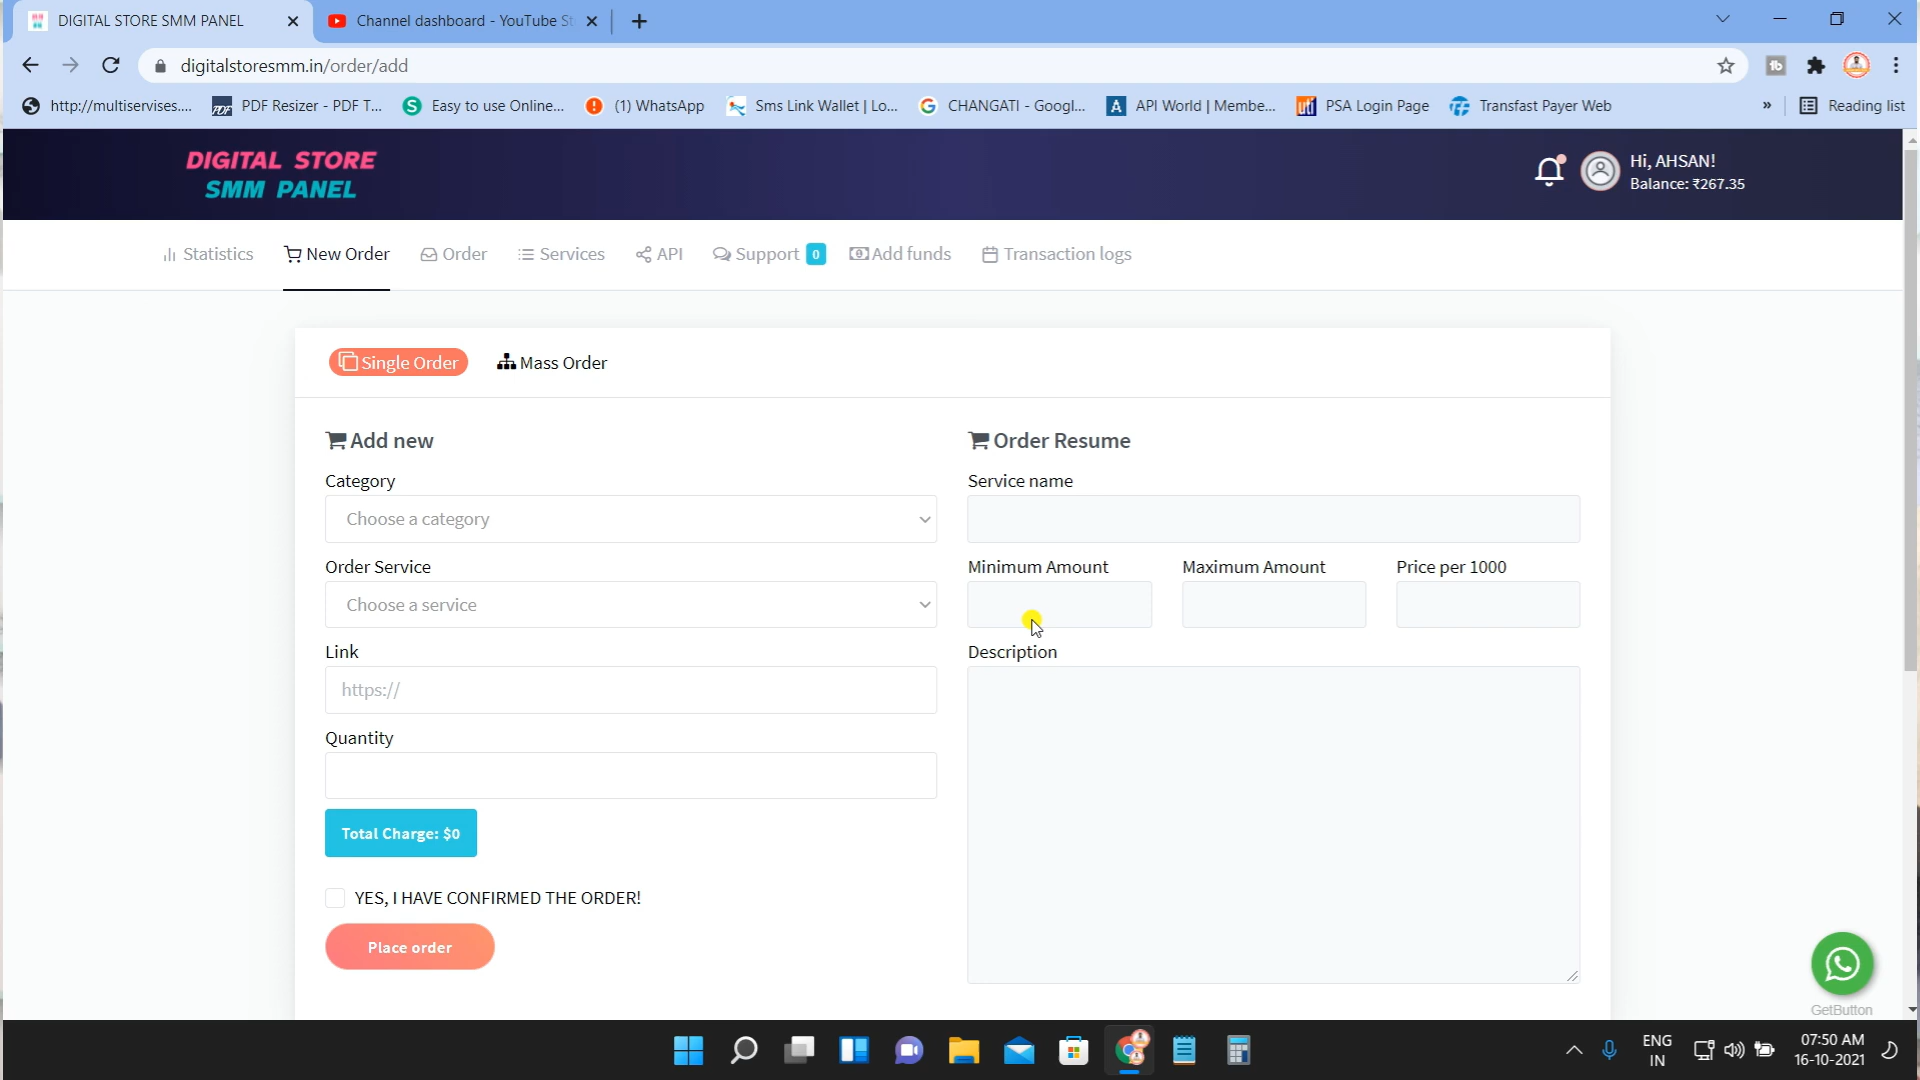 DIGITAL STORE SMM PANEL
Channel dashboard - YouTube St
digitalstoresmm.in/order/add
http://multiservises....
PDF Resizer - PDF T...
Easy to use Online...
(1) WhatsApp
Sms Link Wallet | Lo...
CHANGATI - Googl...
API World | Membe...
PSA Login Page
Transfast Payer Web
»
Reading list
DIGITAL STORE
SMM PANEL
Hi, AHSAN!
Balance: ₹267.35
Statistics
New Order
Order
Services
API
Support 0
Add funds
Transaction logs
Single Order
Mass Order
Add new
Category
Choose a category
Order Service
Choose a service
Link
https://
Quantity
Total Charge: $0
YES, I HAVE CONFIRMED THE ORDER!
Place order
Order Resume
Service name
Minimum Amount
Maximum Amount
Price per 1000
Description
GetButton
ENG
IN
07:50 AM
16-10-2021